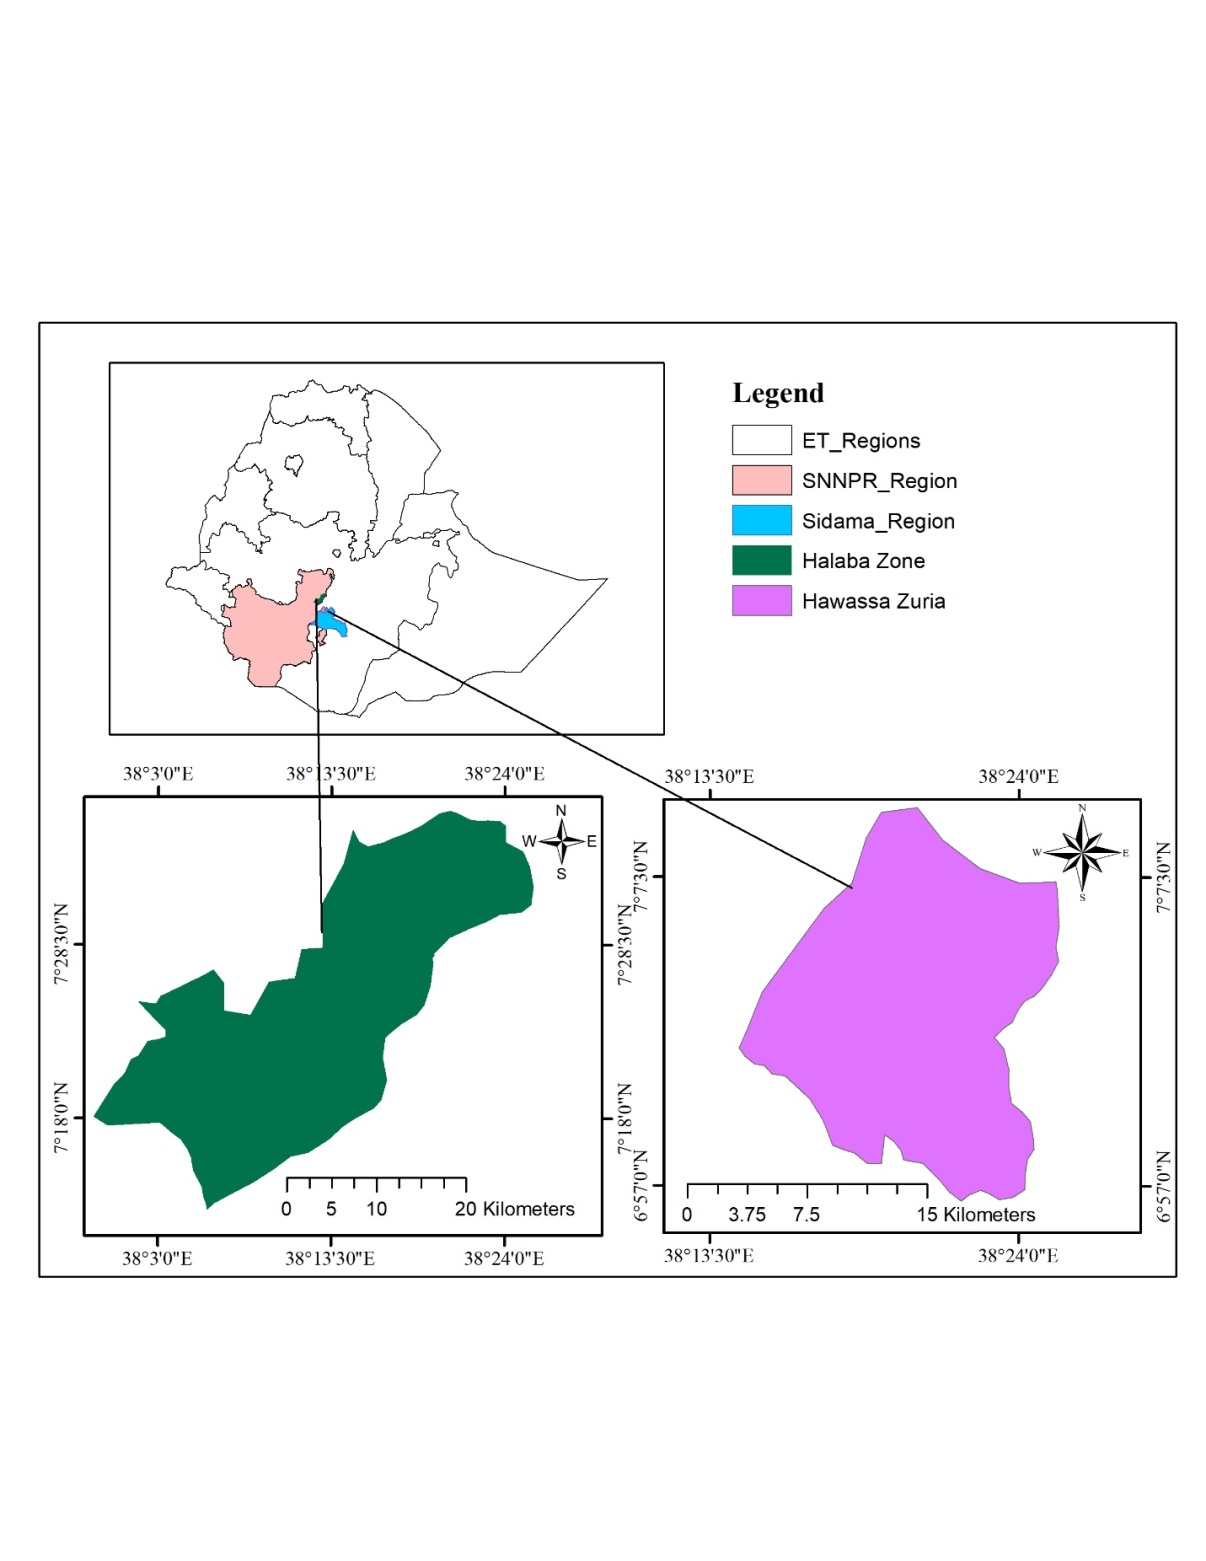 Legend
ET_Regions
SNNPR_Region
Sidama_Region
Halaba Zone
Hawassa Zuria
38°3'0"E 38°13'30"E 38°24'0"E
N
W E
S
7°28'30"N 7°28'30"N
7°18'0"N 7°18'0"N
0 5 10 20 Kilometers
38°3'0"E 38°13'30"E 38°24'0"E
38°13'30"E 38°24'0"E
N
W E
S
7°7'30"N 7°7'30"N
6°57'0"N 6°57'0"N
0 3.75 7.5 15 Kilometers
38°13'30"E 38°24'0"E